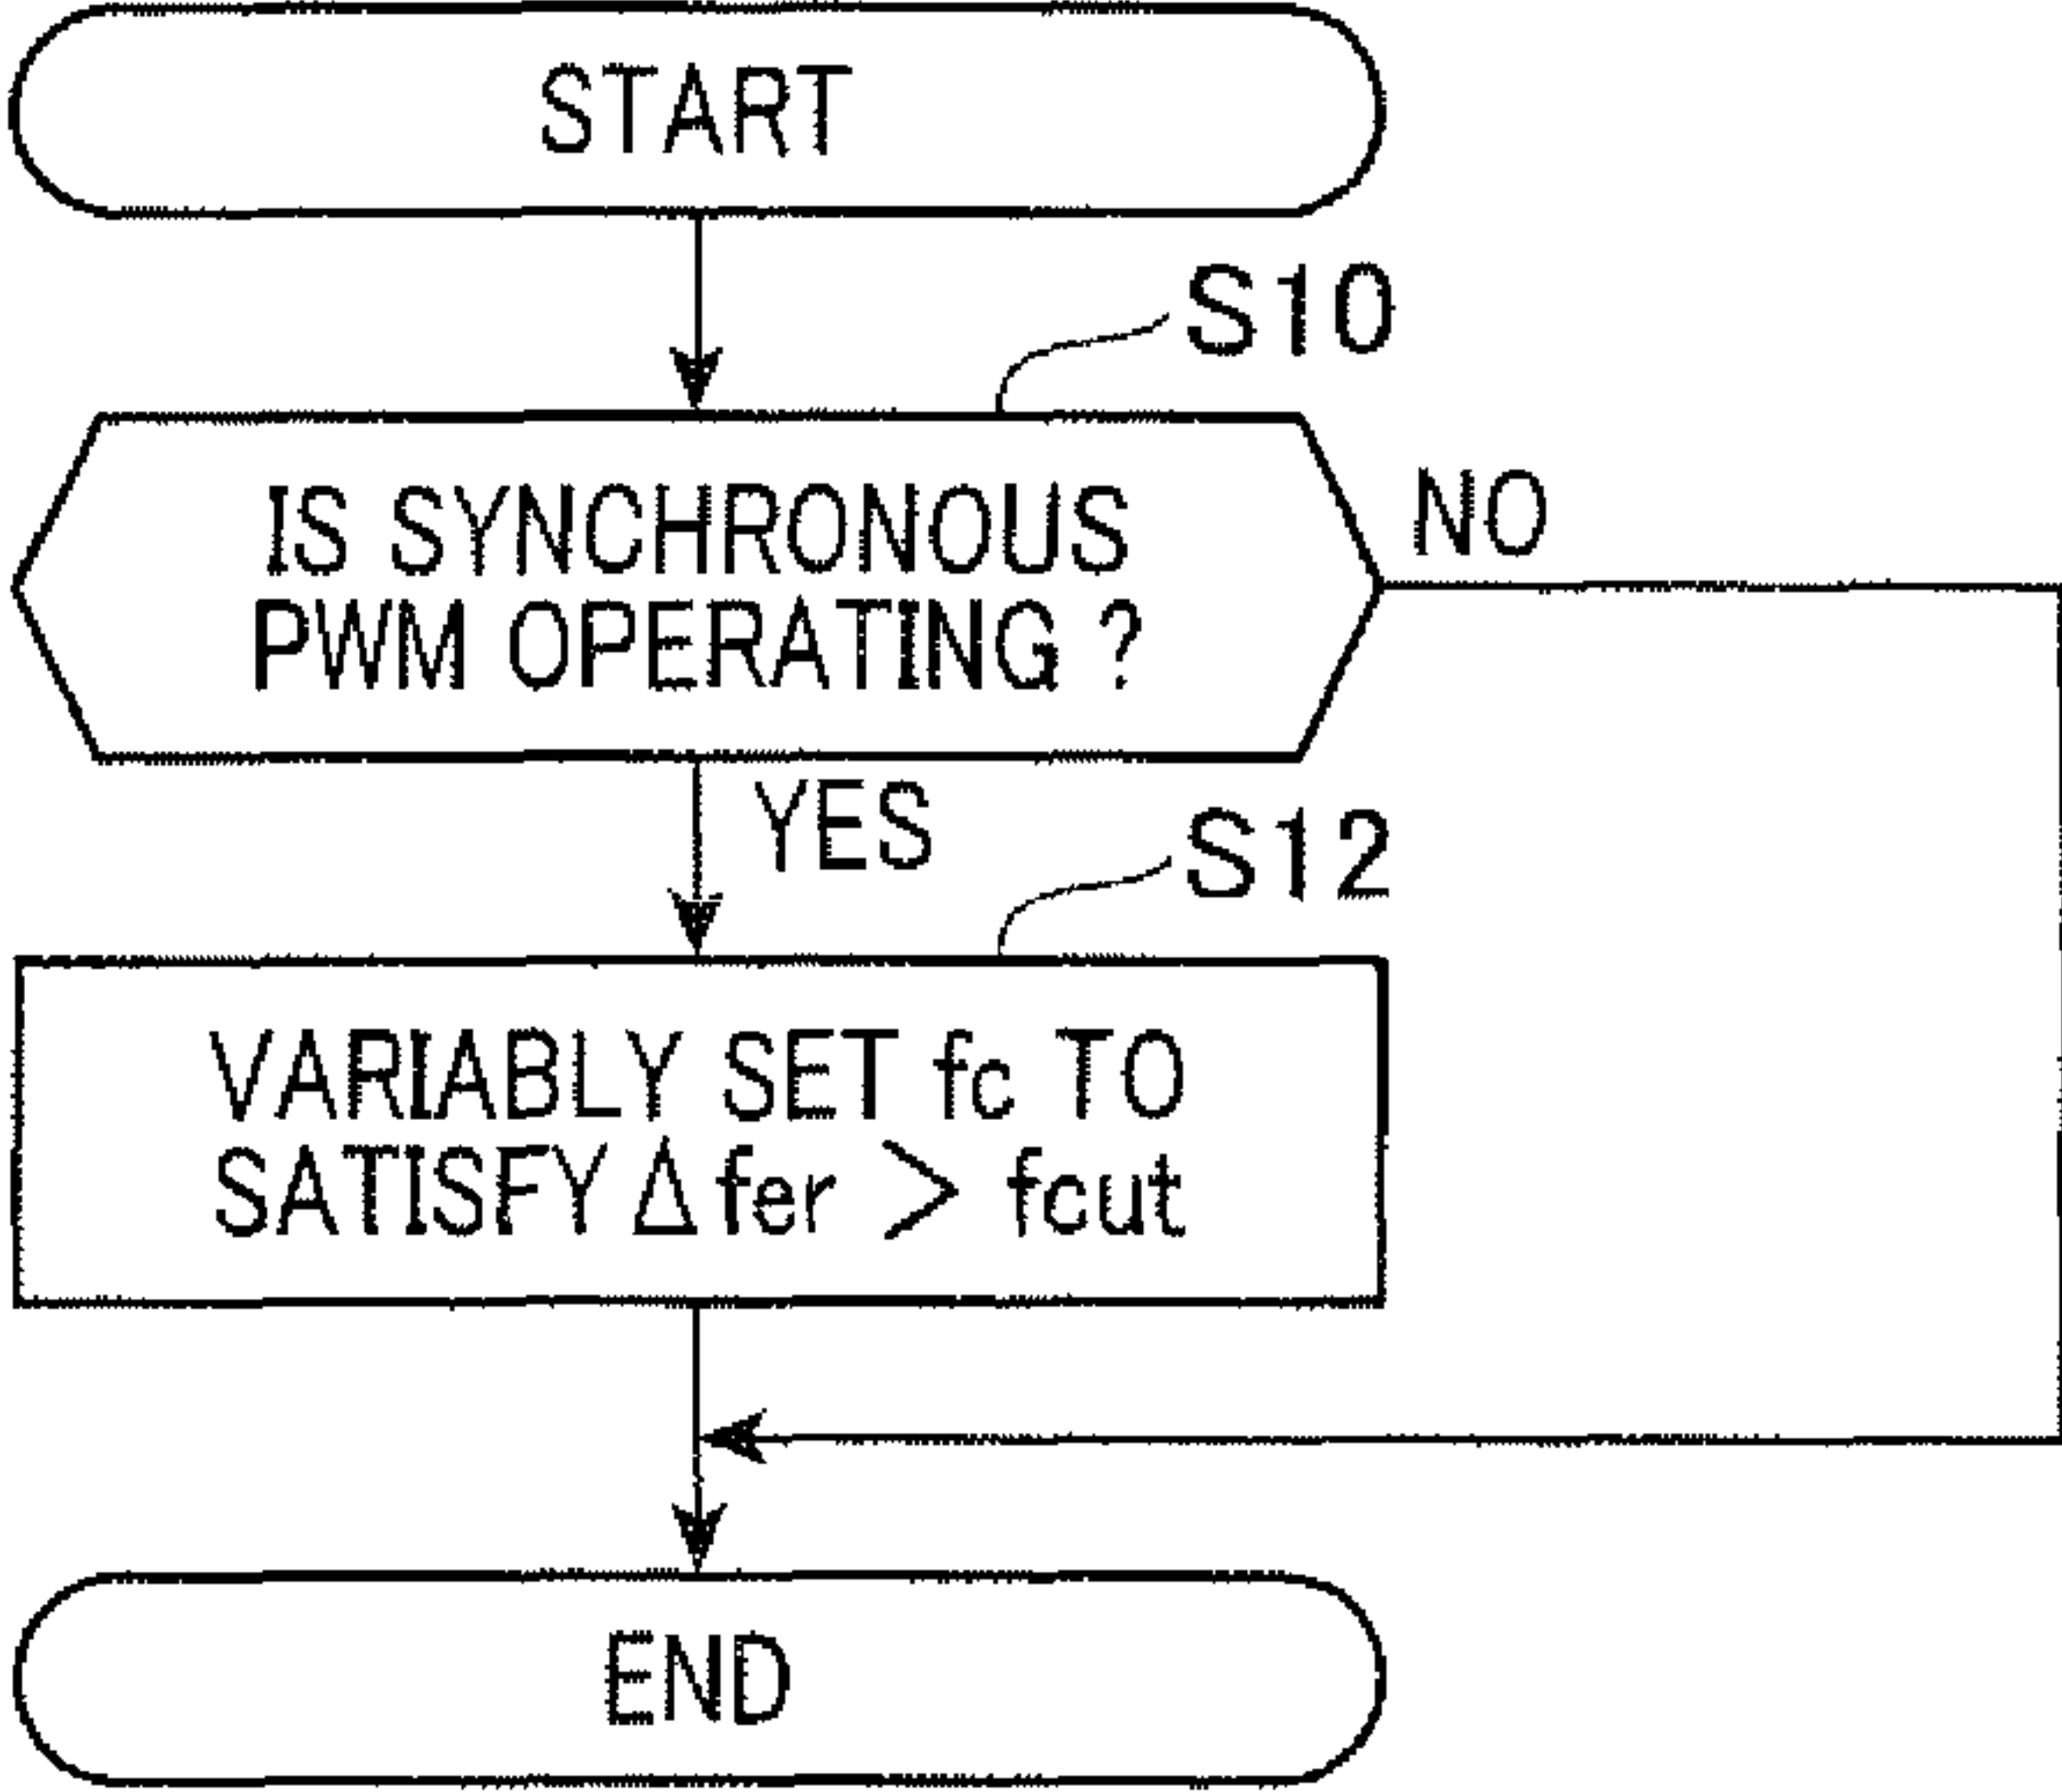 START
S10
IS SYNCHRONOUS
PWM OPERATING ?
NO
YES
S12
VARIABLY SET fc TO
SATISFY Δfer > fcut
END